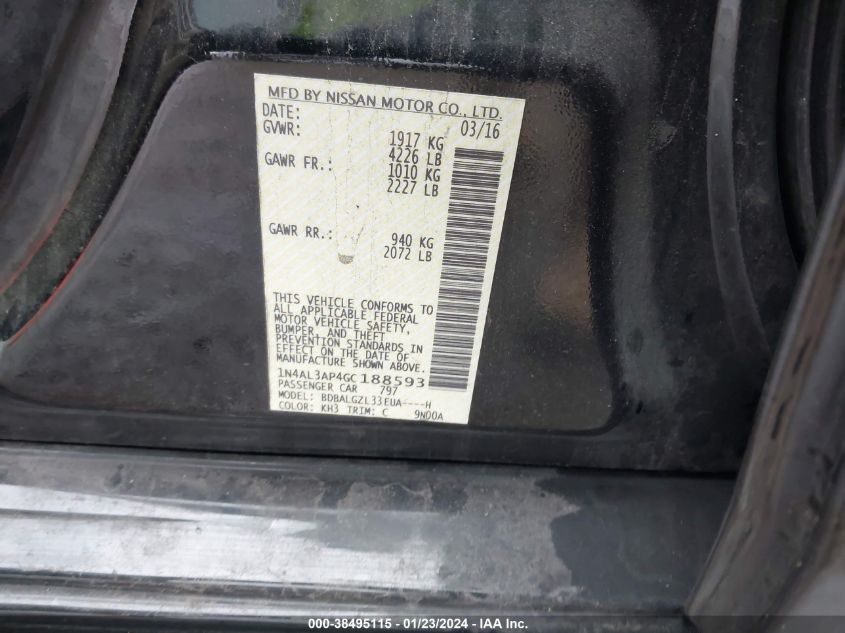 MFD BY NISSAN MOTOR CO., LTD.
DATE: 03/16
GVWR: 1917 KG
4226 LB
GAWR FR.: 1010 KG
2227 LB
GAWR RR.: 940 KG
2072 LB
THIS VEHICLE CONFORMS TO
ALL APPLICABLE FEDERAL
MOTOR VEHICLE SAFETY,
BUMPER, AND THEFT
PREVENTION STANDARDS IN
EFFECT ON THE DATE OF
MANUFACTURE SHOWN ABOVE.
1N4AL3AP4GC188593
PASSENGER CAR 797
MODEL: BDBALGZL33EUA----H
COLOR: KH3 TRIM: C 9N00A
000-38495115 - 01/23/2024 - IAA Inc.